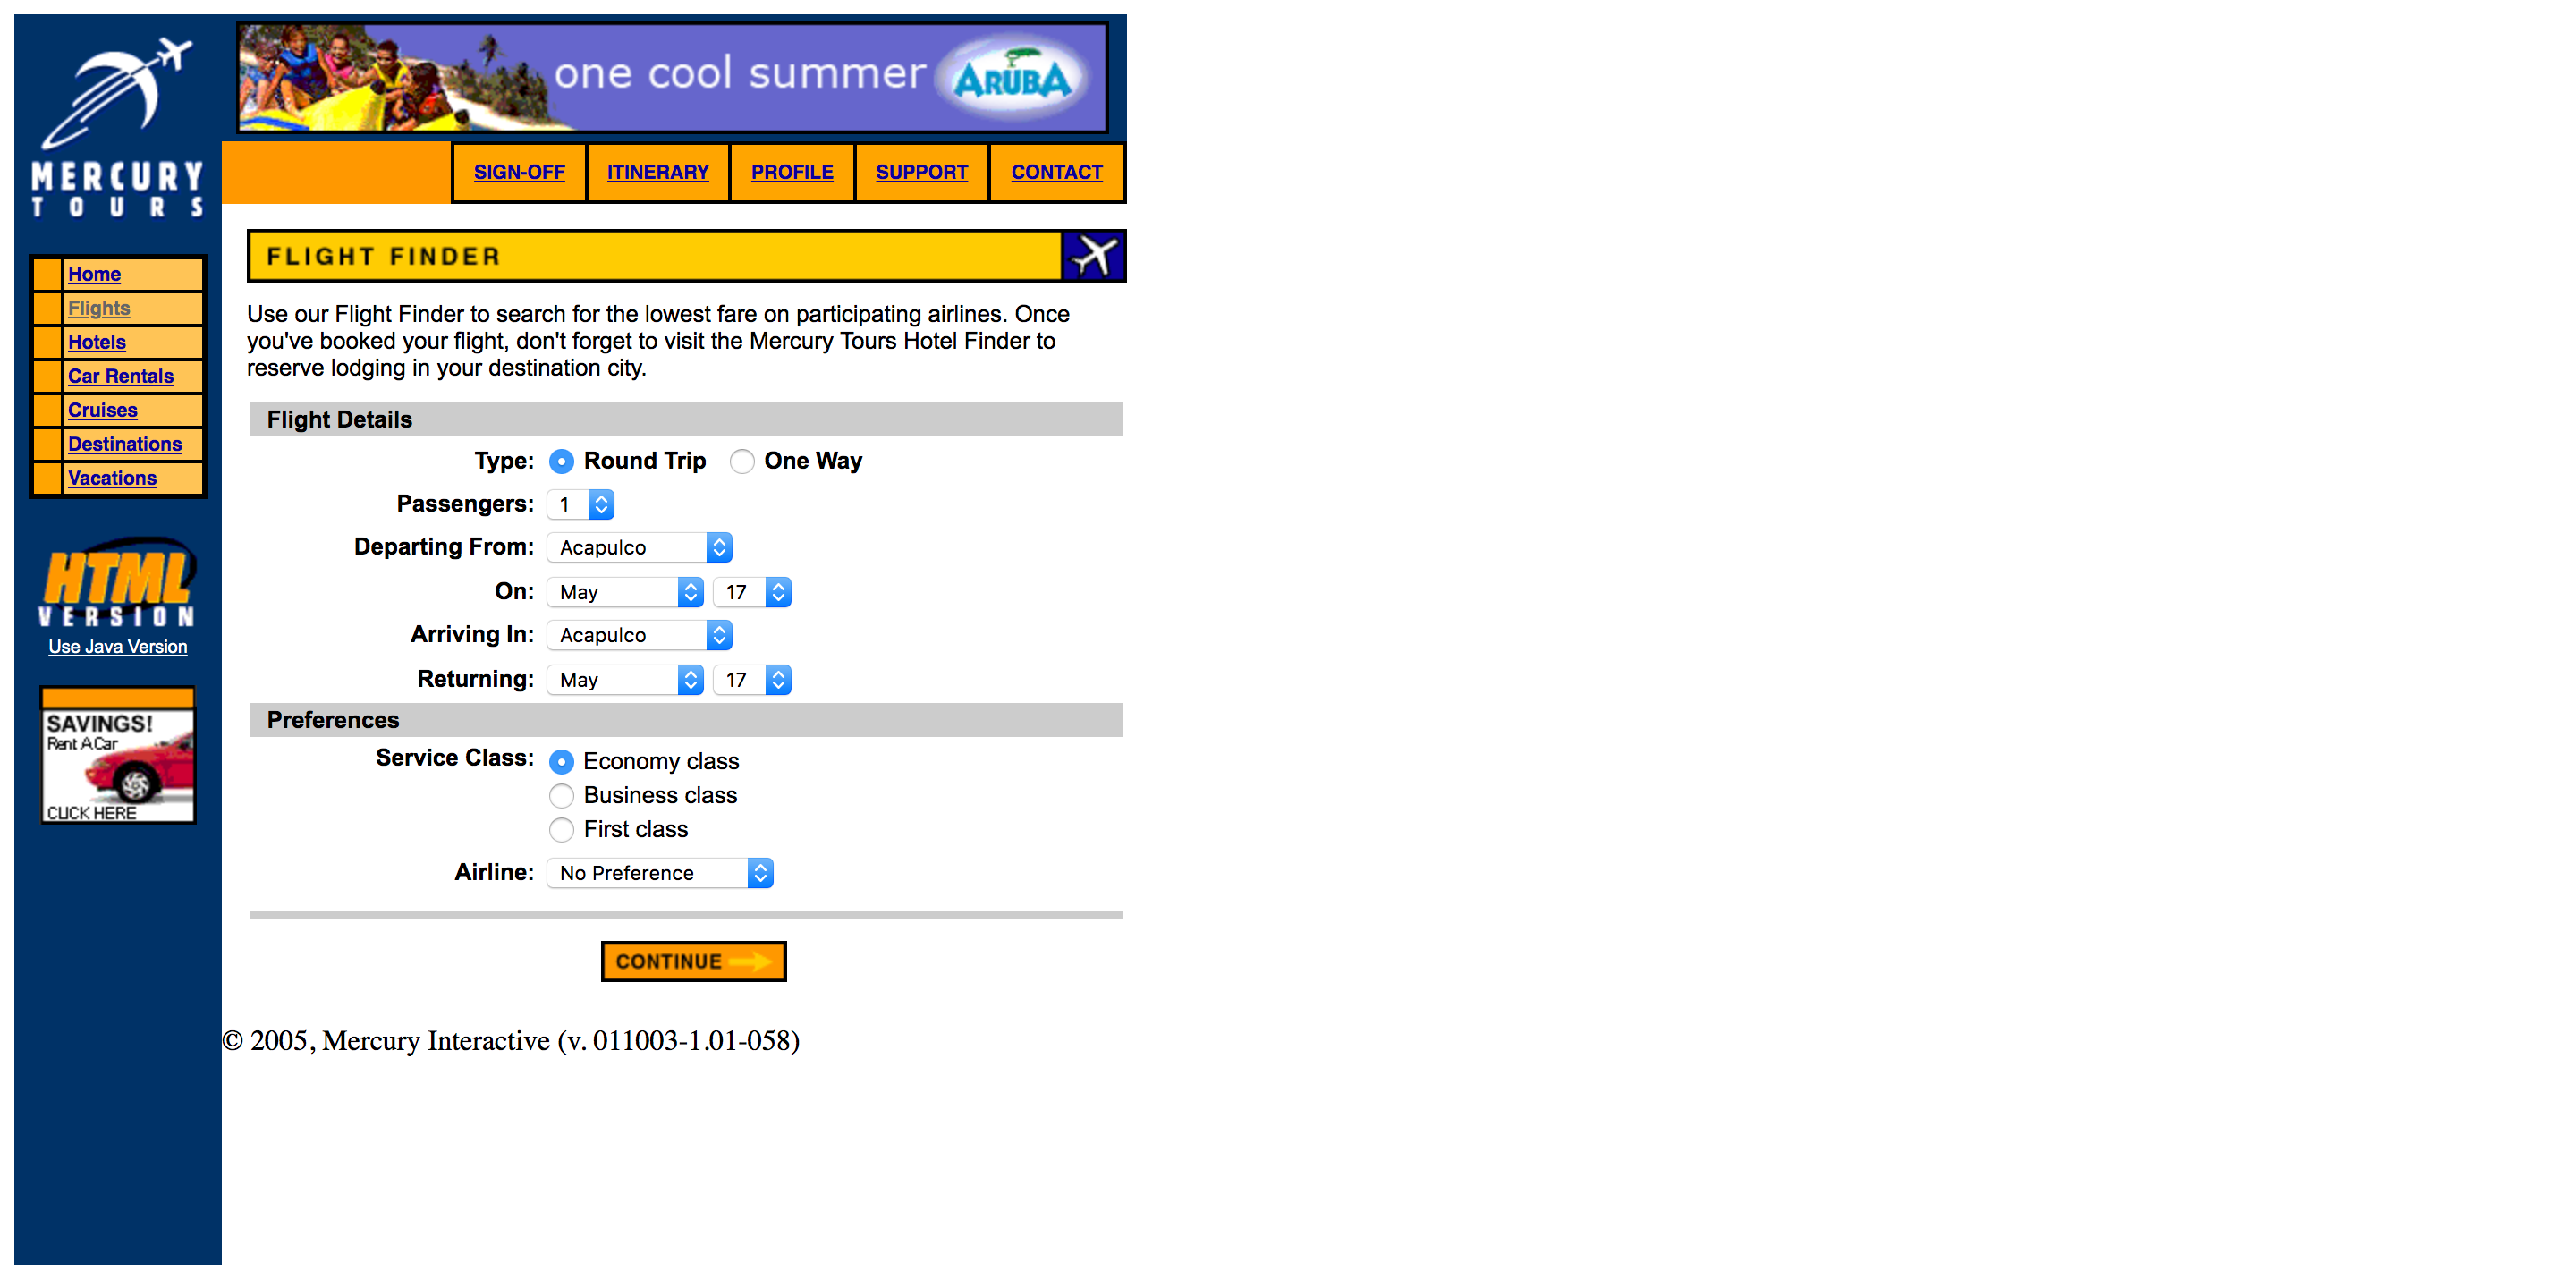 one cool summer ARUBA
MERCURY
TOURS
SIGN-OFF ITINERARY PROFILE SUPPORT CONTACT
Home
Flights
Hotels
Car Rentals
Cruises
Destinations
Vacations
HTML
VERSION
Use Java Version
SAVINGS!
Rent A Car
CLICK HERE
FLIGHT FINDER
Use our Flight Finder to search for the lowest fare on participating airlines. Once
you've booked your flight, don't forget to visit the Mercury Tours Hotel Finder to
reserve lodging in your destination city.
Flight Details
Type: Round Trip One Way
Passengers: 1
Departing From: Acapulco
On: May 17
Arriving In: Acapulco
Returning: May 17
Preferences
Service Class: Economy class
Business class
First class
Airline: No Preference
CONTINUE
© 2005, Mercury Interactive (v. 011003-1.01-058)